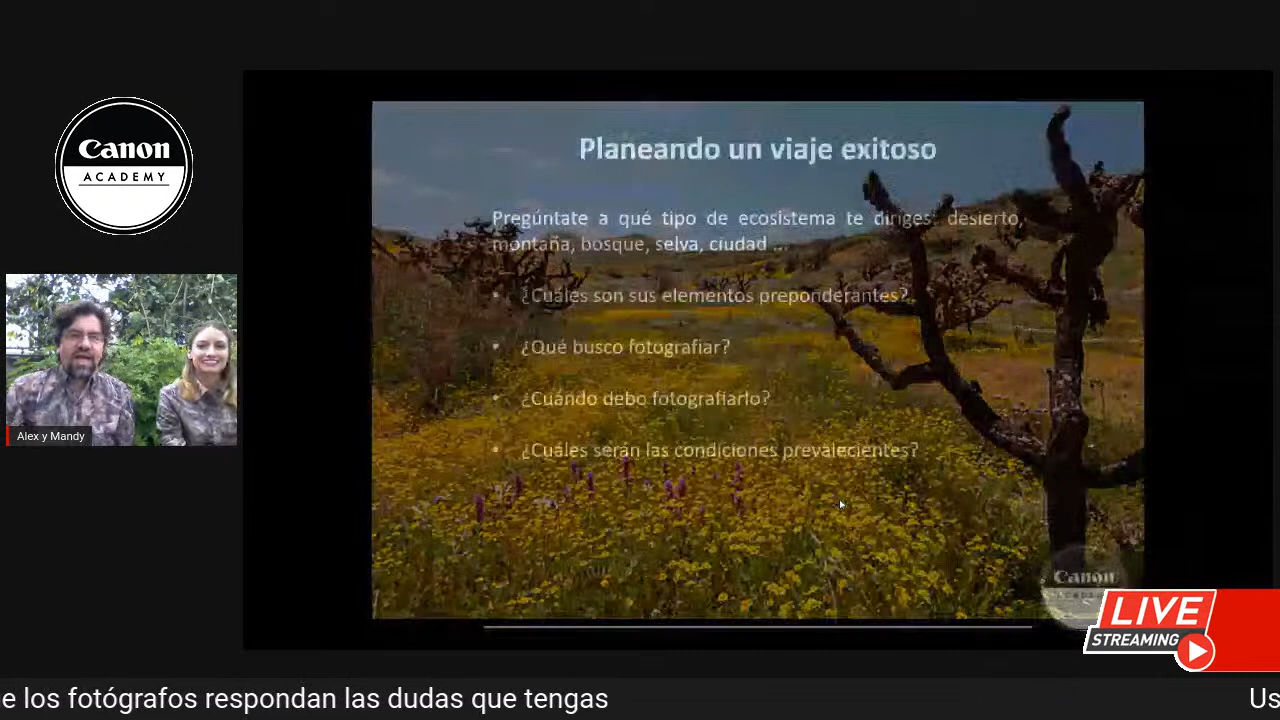 Canon
ACADEMY
Planeando un viaje exitoso
Pregúntate a qué tipo de ecosistema te diriges: desierto,
montaña, bosque, selva, ciudad ...
• ¿Cuáles son sus elementos preponderantes?
• ¿Qué busco fotografiar?
• ¿Cuándo debo fotografiarlo?
• ¿Cuáles serán las condiciones prevalecientes?
Alex y Mandy
Canon
LIVE
STREAMING
e los fotógrafos respondan las dudas que tengas
Us